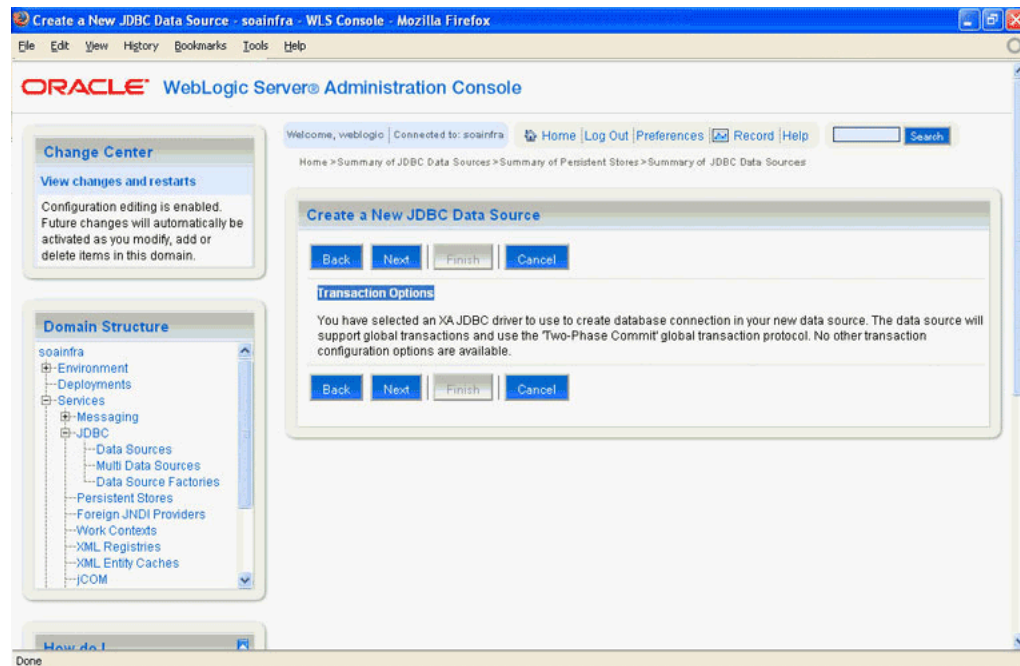 Create a New JDBC Data Source - soainfra - WLS Console - Mozilla Firefox
File Edit View History Bookmarks Tools Help
ORACLE® WebLogic Server® Administration Console
Change Center
View changes and restarts
Configuration editing is enabled.
Future changes will automatically be
activated as you modify, add or
delete items in this domain.
Domain Structure
soainfra
Environment
Deployments
Services
Messaging
JDBC
Data Sources
Multi Data Sources
Data Source Factories
Persistent Stores
Foreign JNDI Providers
Work Contexts
XML Registries
XML Entity Caches
jCOM
How do I
Welcome, weblogic Connected to: soainfra Home Log Out Preferences Record Help Search
Home >Summary of JDBC Data Sources >Summary of Persistent Stores >Summary of JDBC Data Sources
Create a New JDBC Data Source
Back Next Finish Cancel
Transaction Options
You have selected an XA JDBC driver to use to create database connection in your new data source. The data source will
support global transactions and use the 'Two-Phase Commit' global transaction protocol. No other transaction
configuration options are available.
Back Next Finish Cancel
Done